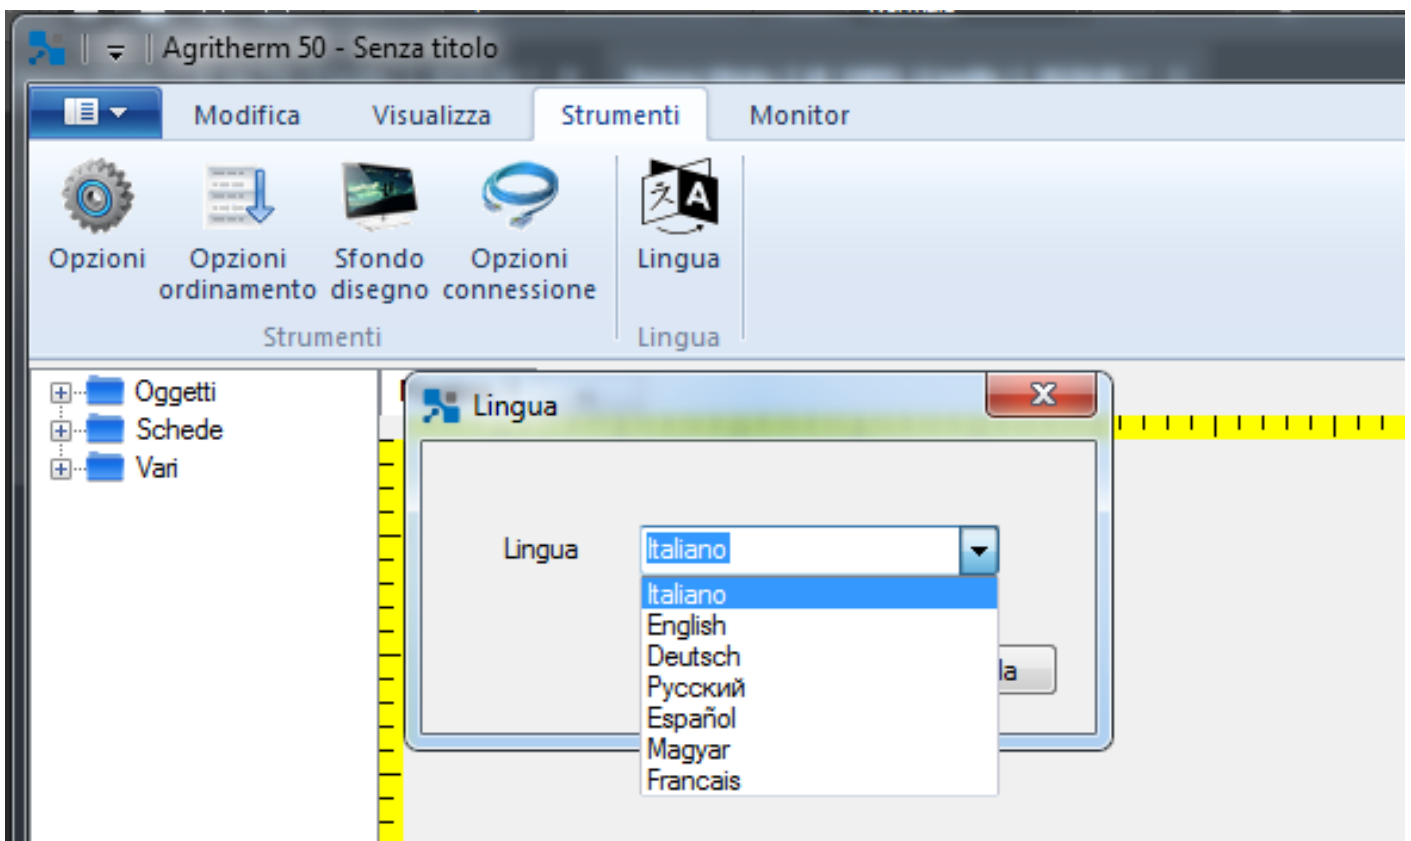 Agritherm 50 - Senza titolo
Modifica Visualizza Strumenti Monitor
Opzioni Opzioni ordinamento Sfondo disegno Opzioni connessione Lingua
Strumenti Lingua
Oggetti
Schede
Vari
Lingua
Lingua Italiano
Italiano
English
Deutsch
Русский
Español
Magyar
Francais